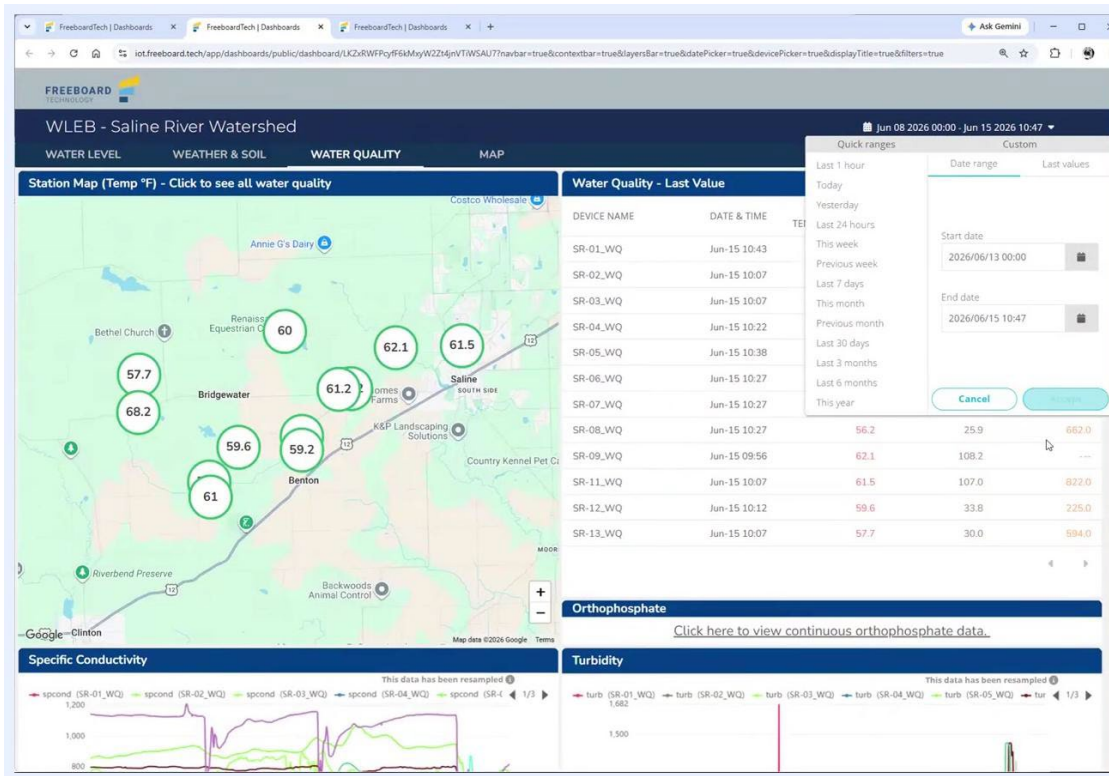 FreeboardTech | Dashboards
FreeboardTech | Dashboards
FreeboardTech | Dashboards
Ask Gemini
iot.freeboard.tech/app/dashboards/public/dashboard/LKZxRWFPcyfF6kMxyW2Zt4jnVTiWSAU7?navbar=true&contextbar=true&layersBar=true&datePicker=true&devicePicker=true&displayTitle=true&filters=true
FREEBOARD
TECHNOLOGY
WLEB - Saline River Watershed
Jun 08 2026 00:00 - Jun 15 2026 10:47
WATER LEVEL WEATHER & SOIL WATER QUALITY MAP
Quick ranges
Last 1 hour
Today
Yesterday
Last 24 hours
This week
Previous week
Last 7 days
This month
Previous month
Last 30 days
Last 3 months
Last 6 months
This year
Custom
Date range Last values
Start date
2026/06/13 00:00
End date
2026/06/15 10:47
Cancel
Station Map (Temp °F) - Click to see all water quality
Costco Wholesale
Annie G's Dairy
Bethel Church
Equestrian C
60
62.1
61.5
57.7
68.2
Bridgewater
61.2
Saline
SOUTH SIDE
12
Farms
K&P Landscaping
Solutions
59.6
59.2
12
Country Kennel Pet
Benton
61
Riverbend Preserve
12
Backwoods
Animal Control
MOOR
+
−
Google
Clinton
Map data ©2026 Google Terms
Water Quality - Last Value
DEVICE NAME DATE & TIME
SR-01_WQ Jun-15 10:43
SR-02_WQ Jun-15 10:07
SR-03_WQ Jun-15 10:07
SR-04_WQ Jun-15 10:22
SR-05_WQ Jun-15 10:38
SR-06_WQ Jun-15 10:27
SR-07_WQ Jun-15 10:27
SR-08_WQ Jun-15 10:27 56.2 25.9 682.0
SR-09_WQ Jun-15 09:56 62.1 108.2 ---
SR-11_WQ Jun-15 10:07 61.5 107.0 822.0
SR-12_WQ Jun-15 10:12 59.6 33.8 225.0
SR-13_WQ Jun-15 10:07 57.7 30.0 594.0
Orthophosphate
Click here to view continuous orthophosphate data.
Specific Conductivity
This data has been resampled
spcond (SR-01_WQ) spcond (SR-02_WQ) spcond (SR-03_WQ) spcond (SR-04_WQ) spcond (SR-( 1/3
1,200
1,000
800
Turbidity
This data has been resampled
turb (SR-01_WQ) turb (SR-02_WQ) turb (SR-03_WQ) turb (SR-04_WQ) turb (SR-05_WQ) tur 1/3
1,682
1,500